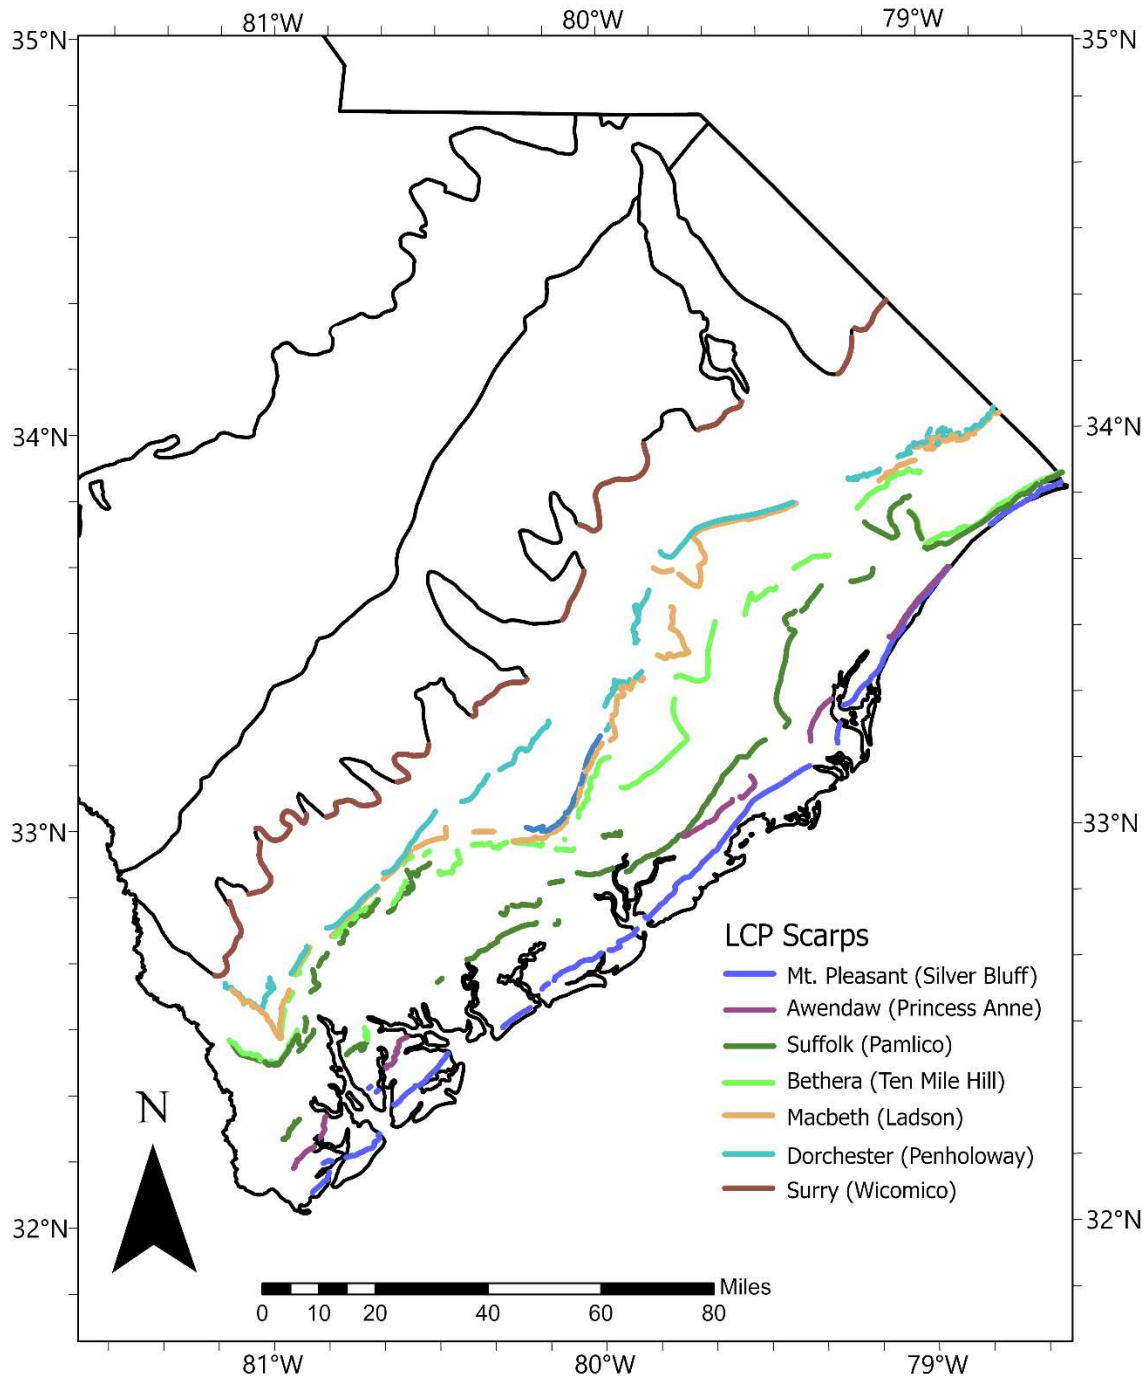 81°W 80°W 79°W
35°N 35°N
34°N 34°N
33°N 33°N
LCP Scarps
Mt. Pleasant (Silver Bluff)
Awendaw (Princess Anne)
Suffolk (Pamlico)
Bethera (Ten Mile Hill)
Macbeth (Ladson)
N
Dorchester (Penholoway)
Surry (Wicomico)
32°N 32°N
Miles
0 10 20 40 60 80
81°W 80°W 79°W